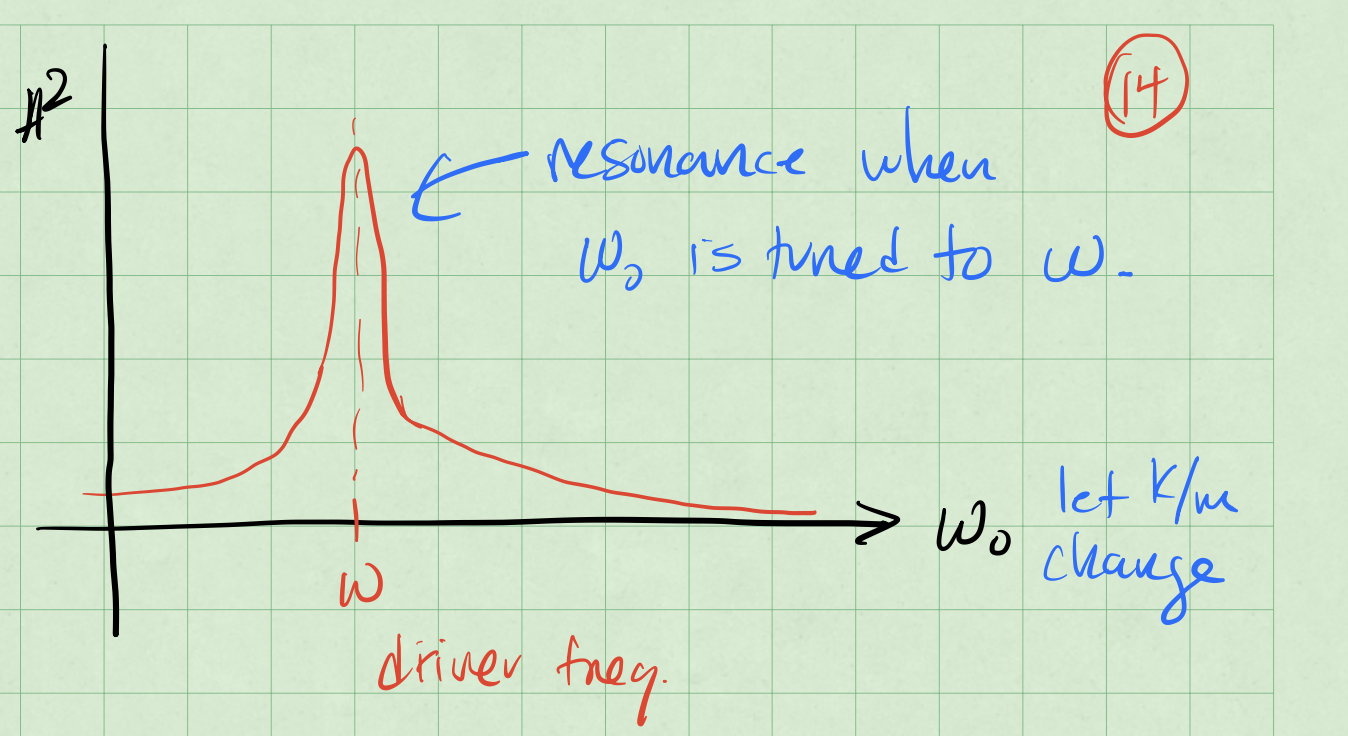 14
A²
resonance when
ω₀ is tuned to ω.
ω₀
let k/m
change
ω
driver freq.